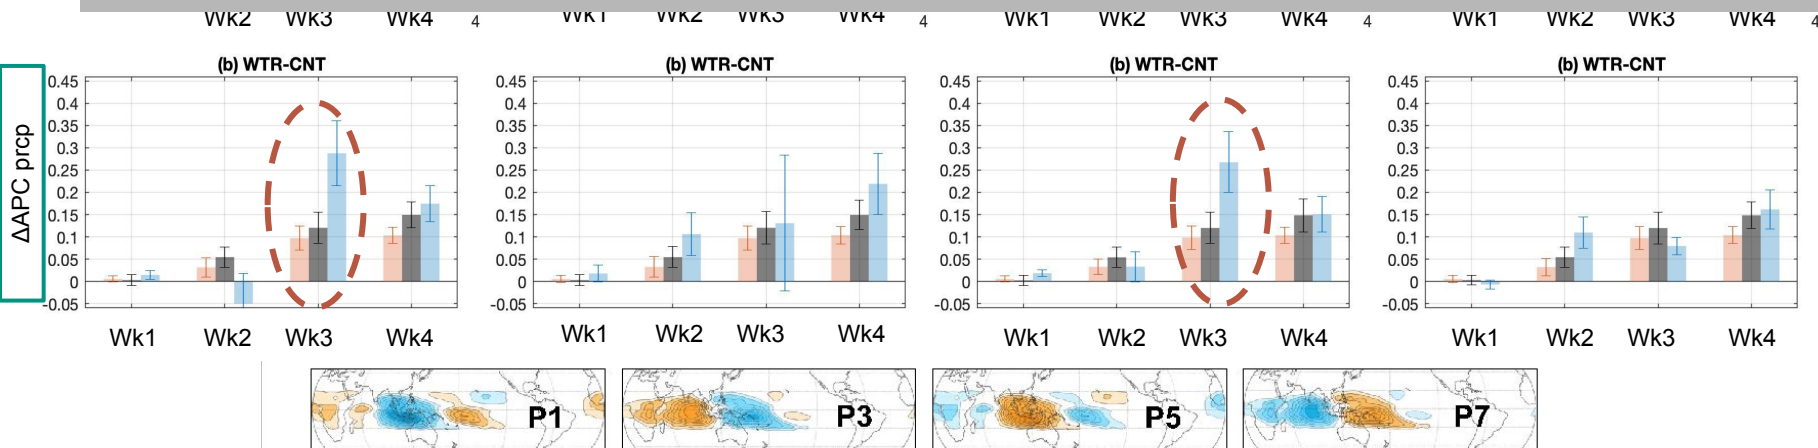 Wk2 Wk3 Wk4 4 Wk1 Wk2 Wk3 Wk4 4 Wk1 Wk2 Wk3 Wk4 4 Wk1 Wk2 Wk3 Wk4 4
(b) WTR-CNT (b) WTR-CNT (b) WTR-CNT (b) WTR-CNT
ΔAPC prcp
0.45 0.45 0.45 0.45
0.4 0.4 0.4 0.4
0.35 0.35 0.35 0.35
0.3 0.3 0.3 0.3
0.25 0.25 0.25 0.25
0.2 0.2 0.2 0.2
0.15 0.15 0.15 0.15
0.1 0.1 0.1 0.1
0.05 0.05 0.05 0.05
0 0 0 0
-0.05 -0.05 -0.05 -0.05
Wk1 Wk2 Wk3 Wk4 Wk1 Wk2 Wk3 Wk4 Wk1 Wk2 Wk3 Wk4 Wk1 Wk2 Wk3 Wk4
P1 P3 P5 P7